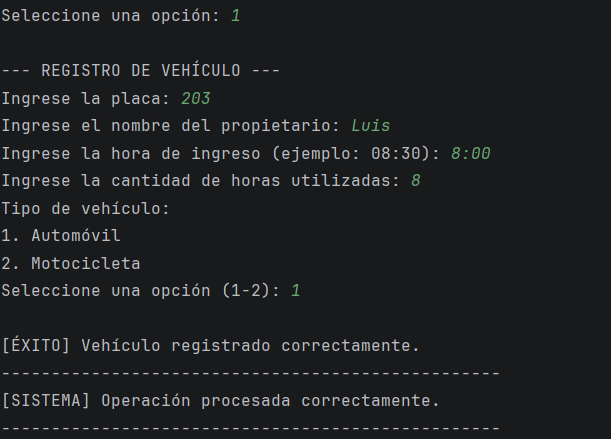 Seleccione una opción: 1
--- REGISTRO DE VEHÍCULO ---
Ingrese la placa: 203
Ingrese el nombre del propietario: Luis
Ingrese la hora de ingreso (ejemplo: 08:30): 8:00
Ingrese la cantidad de horas utilizadas: 8
Tipo de vehículo:
1. Automóvil
2. Motocicleta
Seleccione una opción (1-2): 1
[ÉXITO] Vehículo registrado correctamente.
--------------------------------------------------
[SISTEMA] Operación procesada correctamente.
--------------------------------------------------